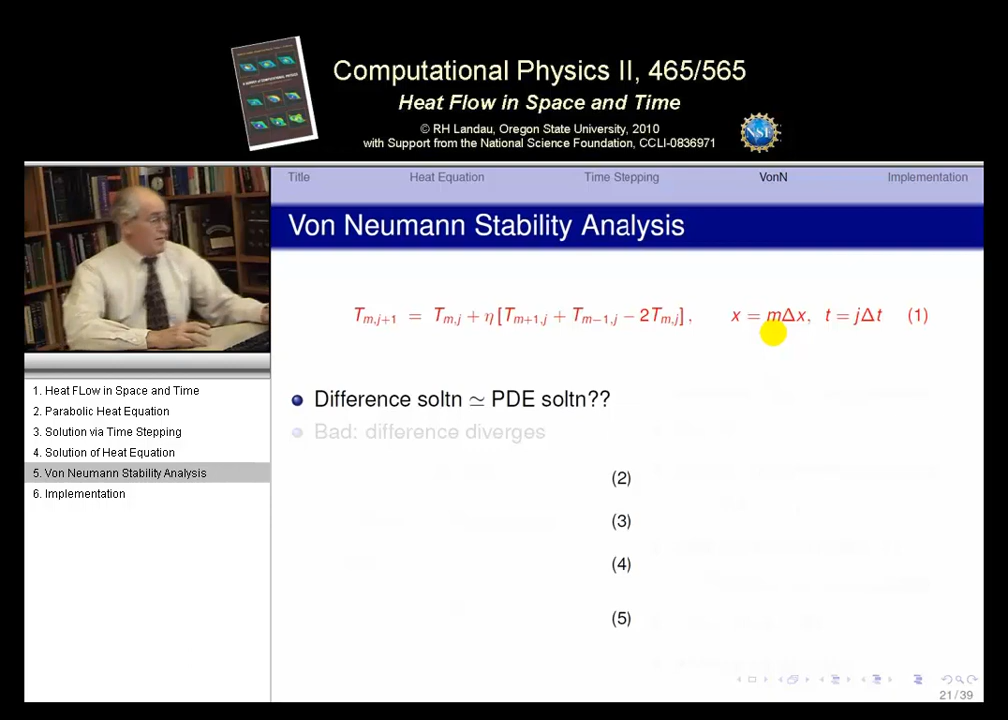 Computational Physics II, 465/565
Heat Flow in Space and Time
© RH Landau, Oregon State University, 2010
with Support from the National Science Foundation, CCLI-0836971
NSF
Title Heat Equation Time Stepping VonN Implementation
Von Neumann Stability Analysis
T_{m,j+1} = T_{m,j} + η [T_{m+1,j} + T_{m−1,j} − 2T_{m,j}], x = mΔx, t = jΔt (1)
1. Heat FLow in Space and Time
2. Parabolic Heat Equation
3. Solution via Time Stepping
4. Solution of Heat Equation
5. Von Neumann Stability Analysis
6. Implementation
Difference soltn ≃ PDE soltn??
Bad: difference diverges
(2)
(3)
(4)
(5)
21/39